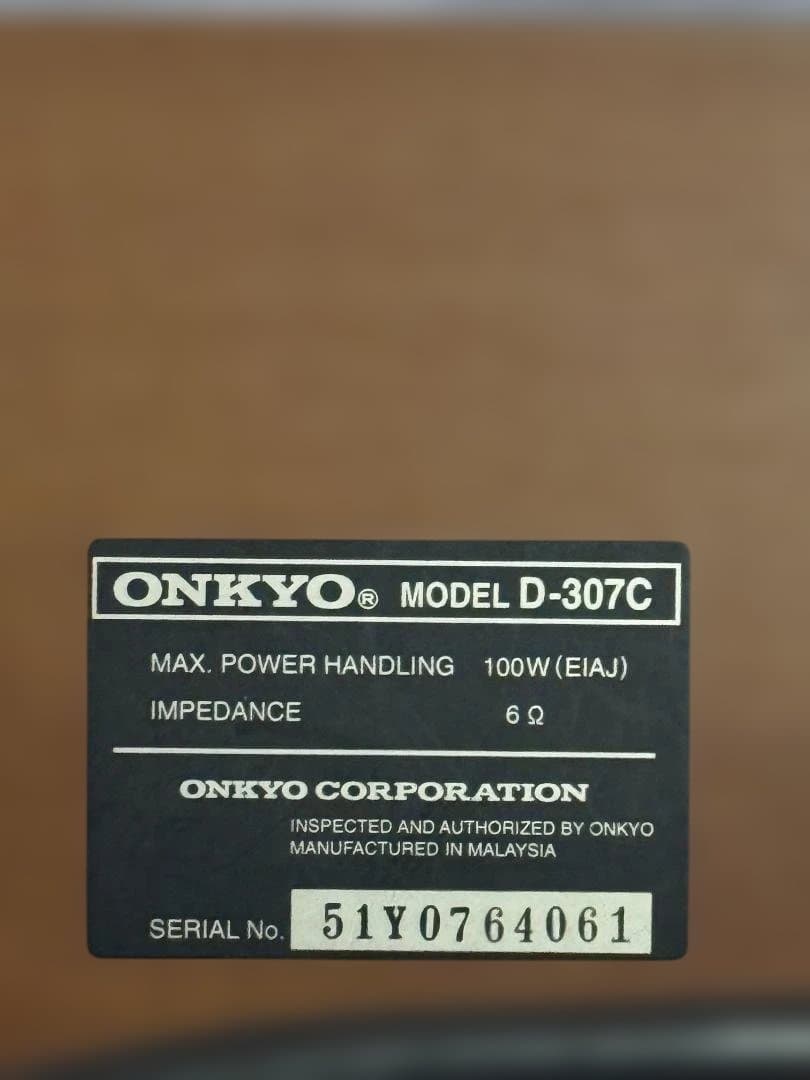 ONKYO® MODEL D-307C
MAX. POWER HANDLING 100W (EIAJ)
IMPEDANCE 6 Ω
ONKYO CORPORATION
INSPECTED AND AUTHORIZED BY ONKYO
MANUFACTURED IN MALAYSIA
SERIAL No. 51Y0764061